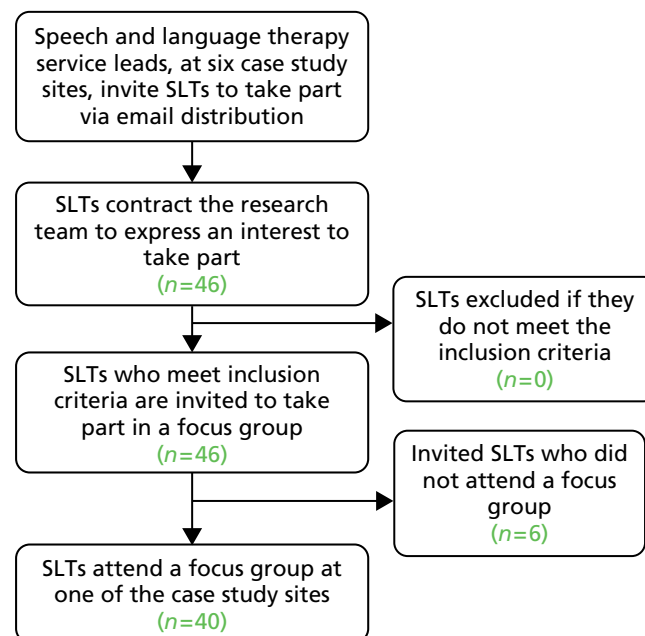 Speech and language therapy
service leads, at six case study
sites, invite SLTs to take part
via email distribution
SLTs contract the research
team to express an interest to
take part
(n=46)
SLTs excluded if they
do not meet the
inclusion criteria
(n=0)
SLTs who meet inclusion
criteria are invited to take
part in a focus group
(n=46)
Invited SLTs who did
not attend a focus
group
(n=6)
SLTs attend a focus group at
one of the case study sites
(n=40)